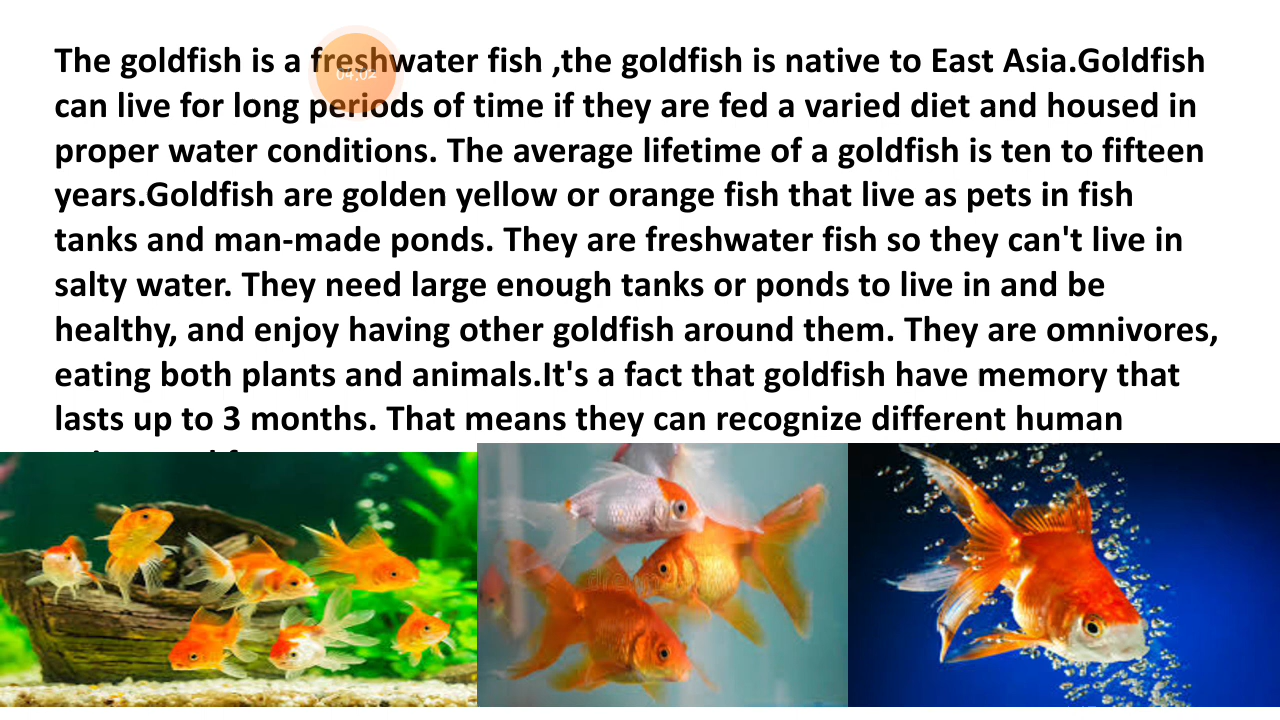 The goldfish is a freshwater fish ,the goldfish is native to East Asia.Goldfish
can live for long periods of time if they are fed a varied diet and housed in
proper water conditions. The average lifetime of a goldfish is ten to fifteen
years.Goldfish are golden yellow or orange fish that live as pets in fish
tanks and man-made ponds. They are freshwater fish so they can't live in
salty water. They need large enough tanks or ponds to live in and be
healthy, and enjoy having other goldfish around them. They are omnivores,
eating both plants and animals.It's a fact that goldfish have memory that
lasts up to 3 months. That means they can recognize different human
04:02